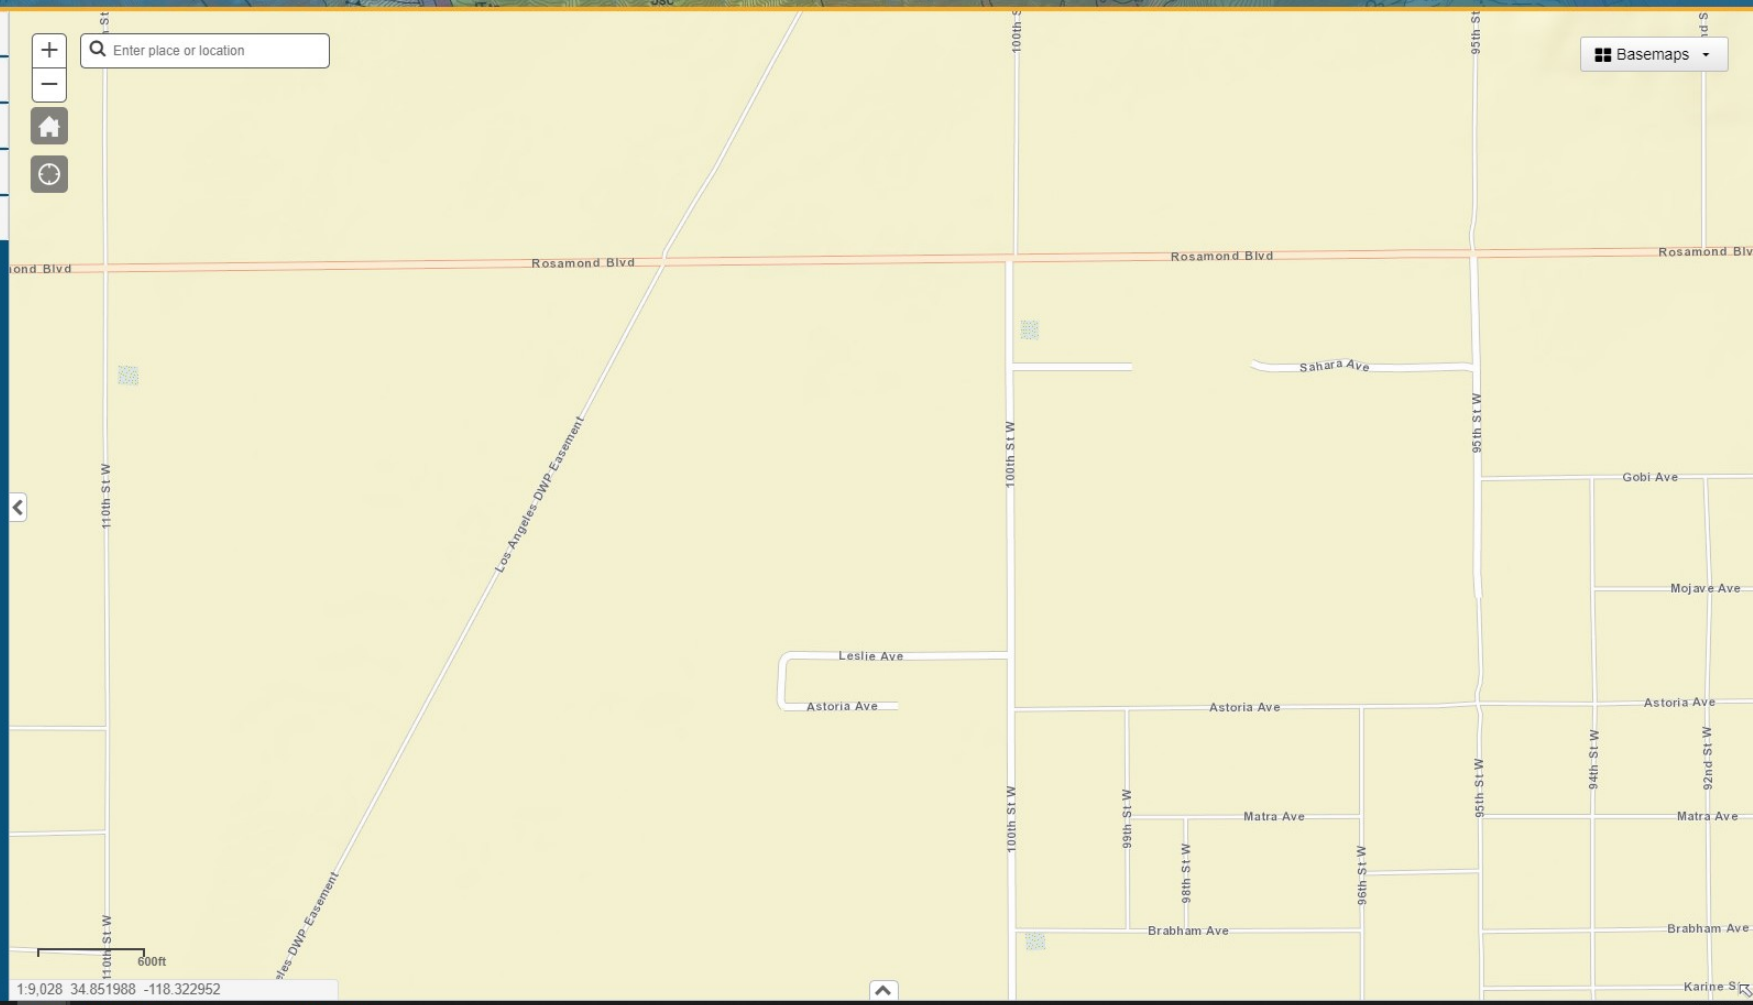 Jsc
100th S
95th St
nd S
St
Enter place or location
Basemaps
Rosamond Blvd
Rosamond Blvd
Rosamond Blv
ond Blvd
Sahara Ave
Los Angeles DWP Easement
100th St W
95th St W
110th St W
Gobi Ave
Mojave Ave
Leslie Ave
Astoria Ave
Astoria Ave
Astoria Ave
94th St W
92nd St W
95th St W
100th St W
99th St W
Matra Ave
Matra Ave
98th St W
96th St W
Brabham Ave
Brabham Ave
les DWP Easement
110th St W
600ft
1:9,028 34.851988 -118.322952
Karine S